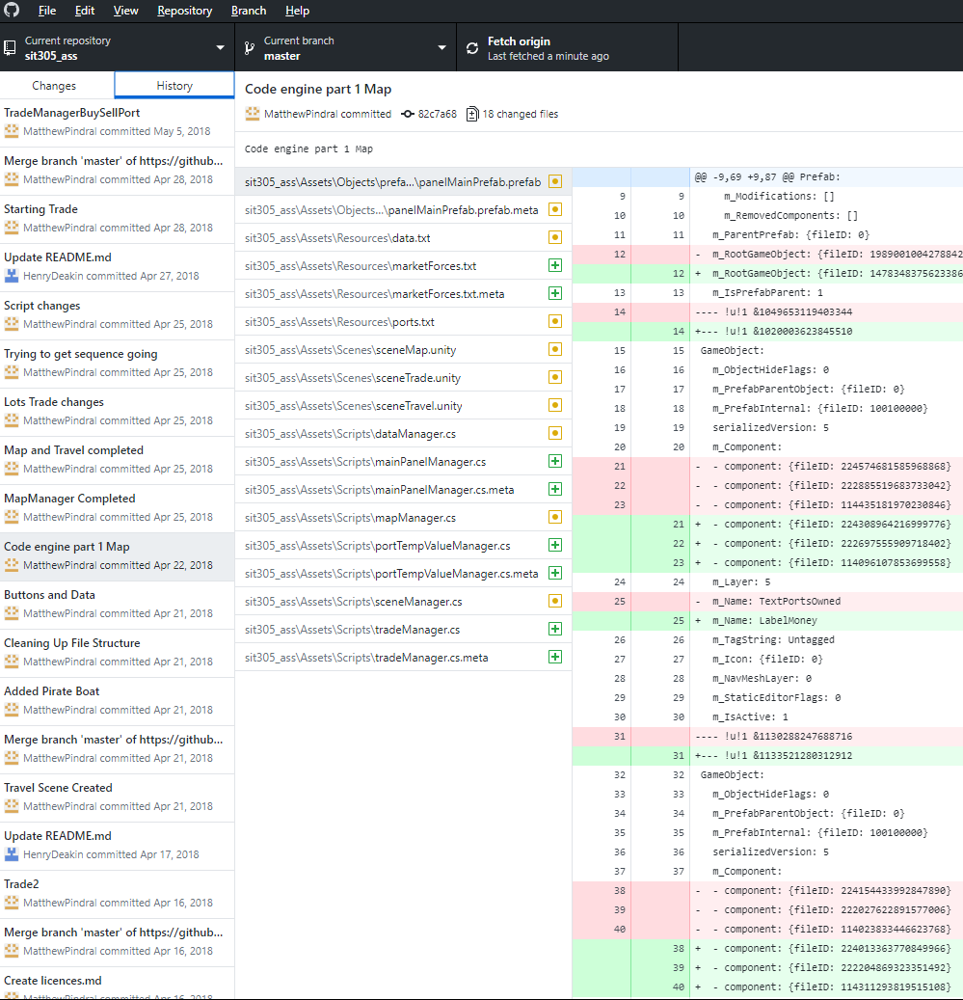 File Edit View Repository Branch Help
Current repository
sit305_ass
Current branch
master
Fetch origin
Last fetched a minute ago
Changes
History
TradeManagerBuySellPort
MatthewPindral committed May 5, 2018
Merge branch 'master' of https://github...
MatthewPindral committed Apr 28, 2018
Starting Trade
MatthewPindral committed Apr 28, 2018
Update README.md
HenryDeakin committed Apr 27, 2018
Script changes
MatthewPindral committed Apr 25, 2018
Trying to get sequence going
MatthewPindral committed Apr 25, 2018
Lots Trade changes
MatthewPindral committed Apr 25, 2018
Map and Travel completed
MatthewPindral committed Apr 25, 2018
MapManager Completed
MatthewPindral committed Apr 25, 2018
Code engine part 1 Map
MatthewPindral committed Apr 22, 2018
Buttons and Data
MatthewPindral committed Apr 21, 2018
Cleaning Up File Structure
MatthewPindral committed Apr 21, 2018
Added Pirate Boat
MatthewPindral committed Apr 21, 2018
Merge branch 'master' of https://github...
MatthewPindral committed Apr 21, 2018
Travel Scene Created
MatthewPindral committed Apr 21, 2018
Update README.md
HenryDeakin committed Apr 17, 2018
Trade2
MatthewPindral committed Apr 16, 2018
Merge branch 'master' of https://github...
MatthewPindral committed Apr 16, 2018
Create licences.md
MatthewPindral committed Apr 16, 2018
Code engine part 1 Map
MatthewPindral committed 82c7a68 18 changed files
Code engine part 1 Map
sit305_ass\Assets\Objects\prefa...\panelMainPrefab.prefab
sit305_ass\Assets\Objects...\panelMainPrefab.prefab.meta
sit305_ass\Assets\Resources\data.txt
sit305_ass\Assets\Resources\marketForces.txt
sit305_ass\Assets\Resources\marketForces.txt.meta
sit305_ass\Assets\Resources\ports.txt
sit305_ass\Assets\Scenes\sceneMap.unity
sit305_ass\Assets\Scenes\sceneTrade.unity
sit305_ass\Assets\Scenes\sceneTravel.unity
sit305_ass\Assets\Scripts\dataManager.cs
sit305_ass\Assets\Scripts\mainPanelManager.cs
sit305_ass\Assets\Scripts\mainPanelManager.cs.meta
sit305_ass\Assets\Scripts\mapManager.cs
sit305_ass\Assets\Scripts\portTempValueManager.cs
sit305_ass\Assets\Scripts\portTempValueManager.cs.meta
sit305_ass\Assets\Scripts\sceneManager.cs
sit305_ass\Assets\Scripts\tradeManager.cs
sit305_ass\Assets\Scripts\tradeManager.cs.meta
@@ -9,69 +9,87 @@ Prefab:
9 9 m_Modifications: []
10 10 m_RemovedComponents: []
11 11 m_ParentPrefab: {fileID: 0}
12 - m_RootGameObject: {fileID: 1989001004278842
12 + m_RootGameObject: {fileID: 1478348375623386
13 13 m_IsPrefabParent: 1
14 ---- !u!1 &1049653119403344
14 +--- !u!1 &1020003623845510
15 15 GameObject:
16 16 m_ObjectHideFlags: 0
17 17 m_PrefabParentObject: {fileID: 0}
18 18 m_PrefabInternal: {fileID: 100100000}
19 19 serializedVersion: 5
20 20 m_Component:
21 - - component: {fileID: 224574681585968868}
22 - - component: {fileID: 222885519683733042}
23 - - component: {fileID: 114435181970230846}
21 + - component: {fileID: 224308964216999776}
22 + - component: {fileID: 222697555909718402}
23 + - component: {fileID: 114096107853699558}
24 24 m_Layer: 5
25 - m_Name: TextPortsOwned
25 + m_Name: LabelMoney
26 26 m_TagString: Untagged
27 27 m_Icon: {fileID: 0}
28 28 m_NavMeshLayer: 0
29 29 m_StaticEditorFlags: 0
30 30 m_IsActive: 1
31 ---- !u!1 &1130288247688716
31 +--- !u!1 &1133521280312912
32 32 GameObject:
33 33 m_ObjectHideFlags: 0
34 34 m_PrefabParentObject: {fileID: 0}
35 35 m_PrefabInternal: {fileID: 100100000}
36 36 serializedVersion: 5
37 37 m_Component:
38 - - component: {fileID: 224154433992847890}
39 - - component: {fileID: 222027622891577006}
40 - - component: {fileID: 114023833446623768}
38 + - component: {fileID: 224013363770849966}
39 + - component: {fileID: 222204869323351492}
40 + - component: {fileID: 114311293819515108}